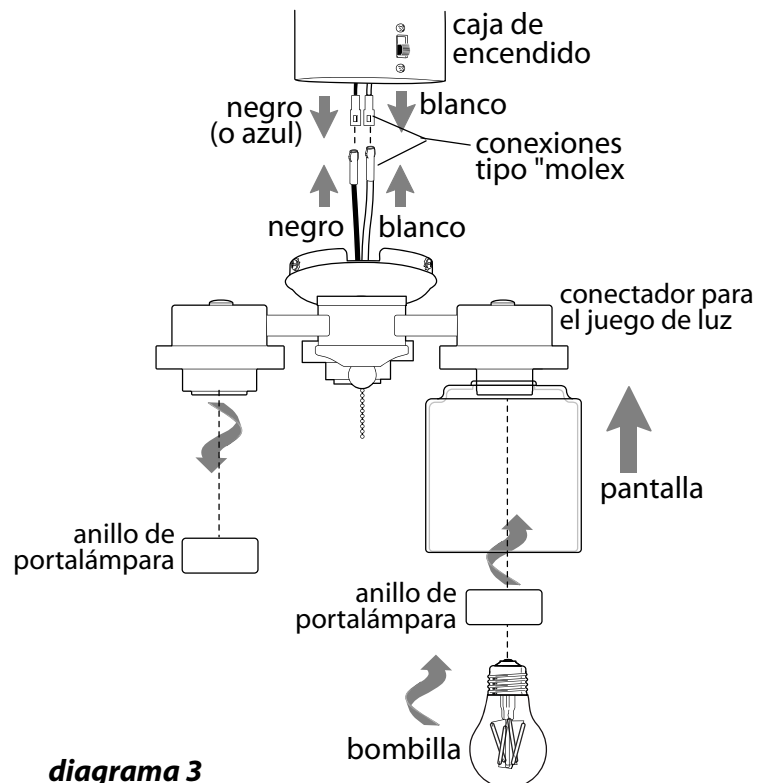 caja de
encendido
negro
(o azul)
blanco
conexiones
tipo "molex
negro
blanco
conectador para
el juego de luz
pantalla
anillo de
portalámpara
anillo de
portalámpara
bombilla
diagrama 3